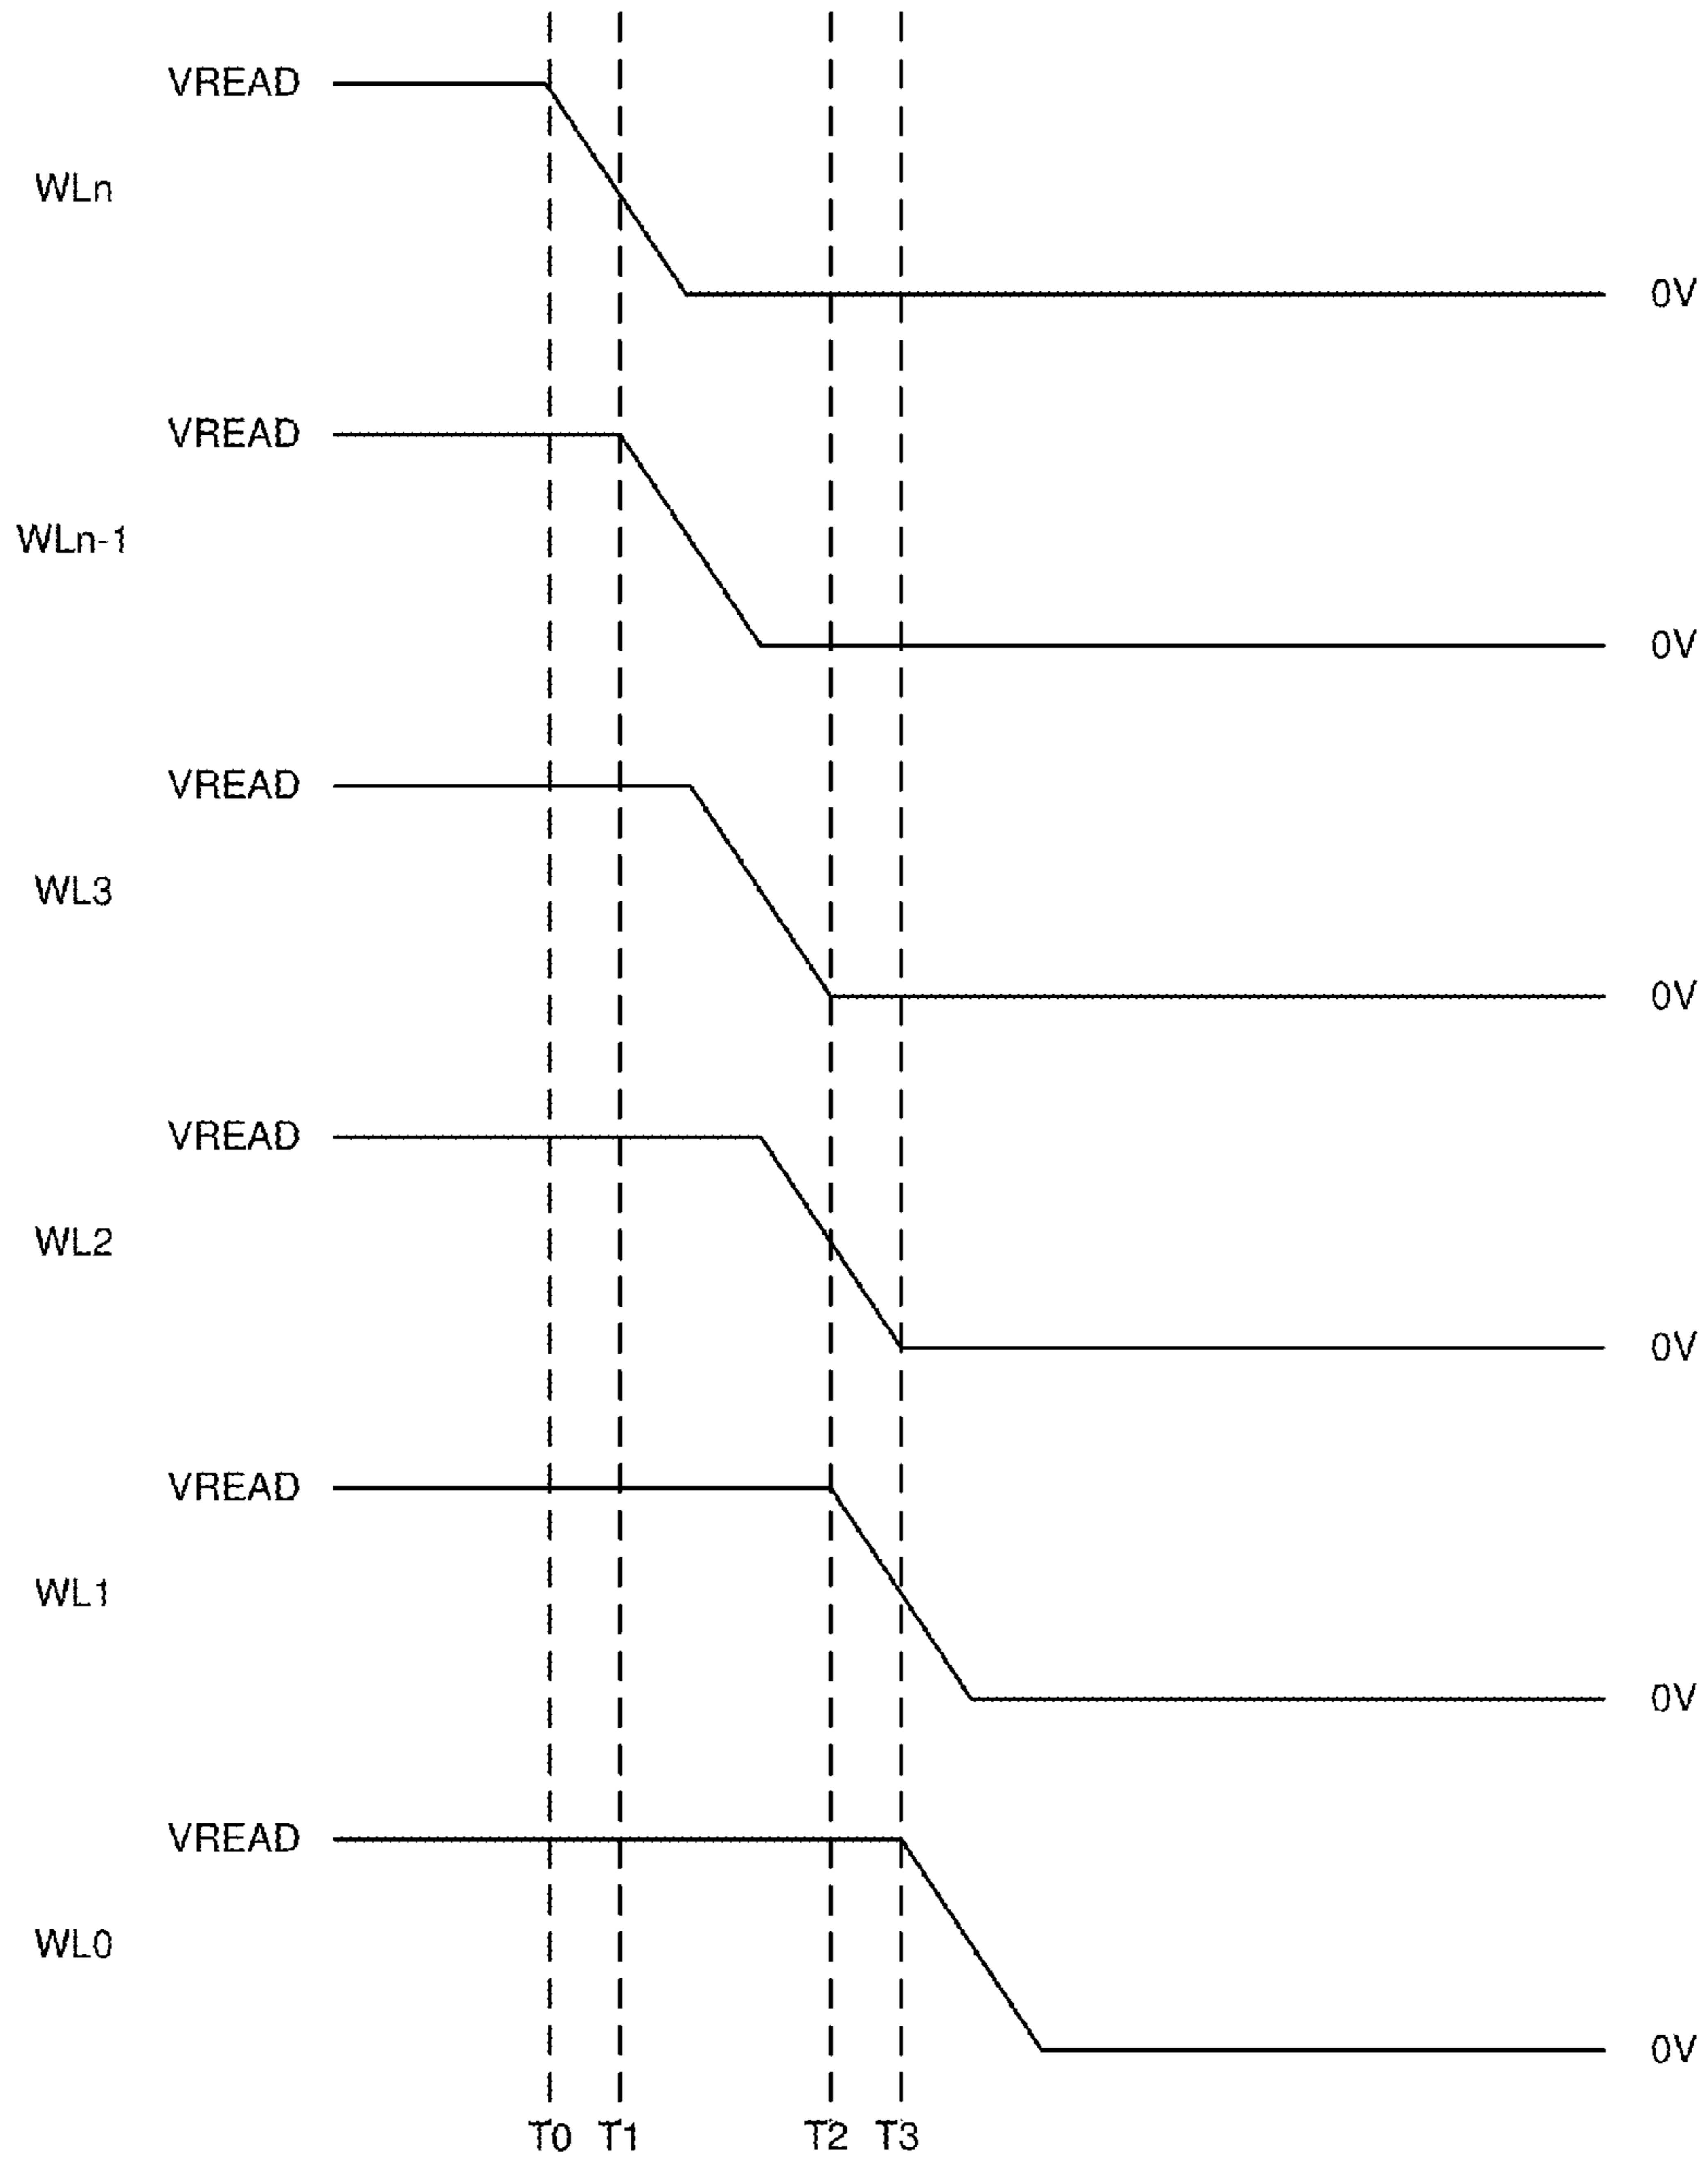 VREAD
WLn
0V
VREAD
WLn-1
0V
VREAD
WL3
0V
VREAD
WL2
0V
VREAD
WL1
0V
VREAD
WL0
0V
T0 T1 T2 T3